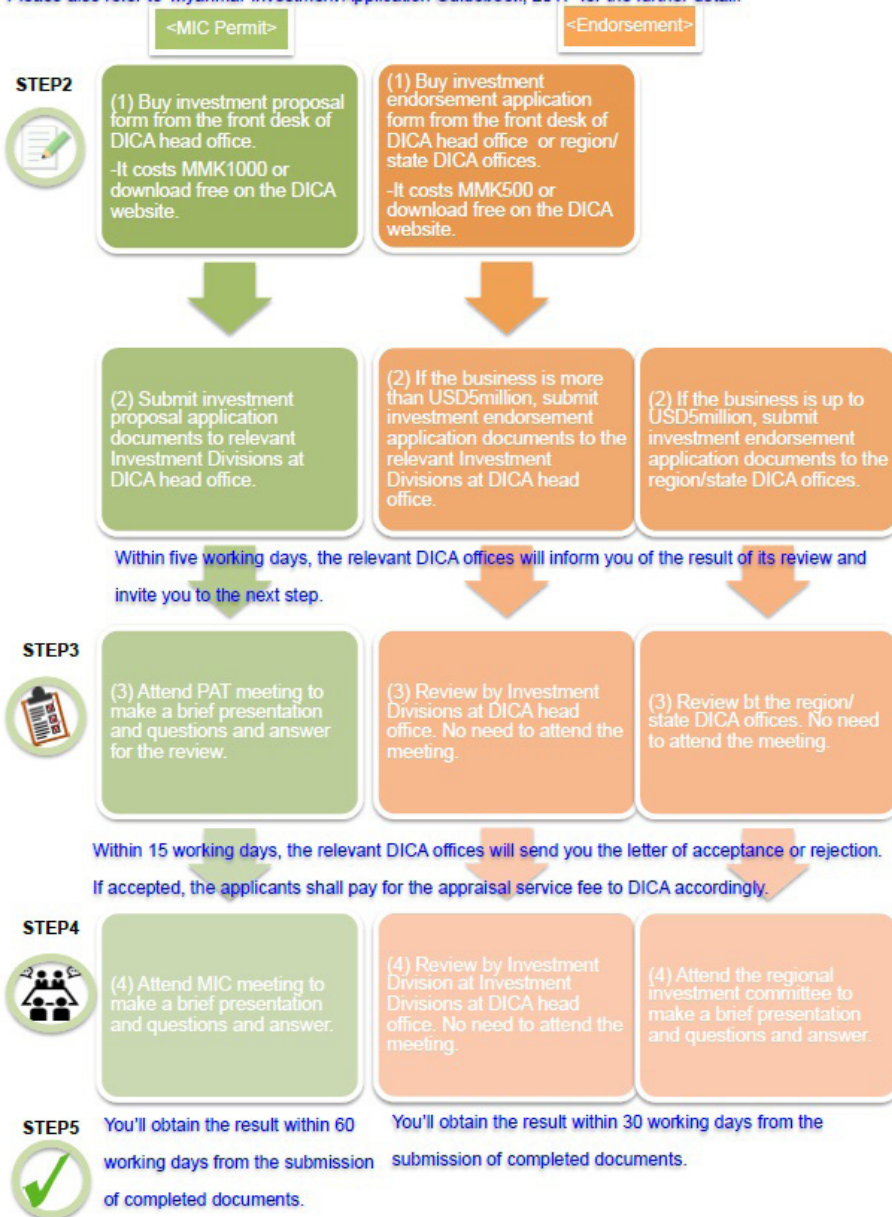 Please also refer to "Myanmar Investment Application Guidebook, 2017" for the further detail.
<MIC Permit>
<Endorsement>
STEP2
(1) Buy investment proposal
form from the front desk of
DICA head office.
-It costs MMK1000 or
download free on the DICA
website.
(1) Buy investment
endorsement application
form from the front desk of
DICA head office or region/
state DICA offices.
-It costs MMK500 or
download free on the DICA
website.
(2) Submit investment
proposal application
documents to relevant
Investment Divisions at
DICA head office.
(2) If the business is more
than USD5million, submit
investment endorsement
application documents to the
relevant Investment
Divisions at DICA head
office.
(2) If the business is up to
USD5million, submit
investment endorsement
application documents to the
region/state DICA offices.
Within five working days, the relevant DICA offices will inform you of the result of its review and
invite you to the next step.
STEP3
(3) Attend PAT meeting to
make a brief presentation
and questions and answer
for the review.
(3) Review by Investment
Divisions at DICA head
office. No need to attend the
meeting.
(3) Review bt the region/
state DICA offices. No need
to attend the meeting.
Within 15 working days, the relevant DICA offices will send you the letter of acceptance or rejection.
If accepted, the applicants shall pay for the appraisal service fee to DICA accordingly.
STEP4
(4) Attend MIC meeting to
make a brief presentation
and questions and answer.
(4) Review by Investment
Division at Investment
Divisions at DICA head
office. No need to attend the
meeting.
(4) Attend the regional
investment committee to
make a brief presentation
and questions and answer.
STEP5
You'll obtain the result within 60
working days from the submission
of completed documents.
You'll obtain the result within 30 working days from the
submission of completed documents.